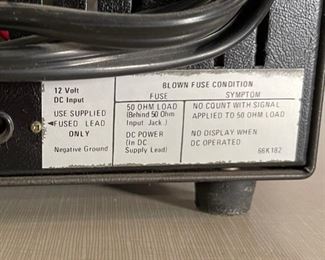 12 Volt
DC Input
USE SUPPLIED
FUSED LEAD
ONLY
Negative Ground
BLOWN FUSE CONDITION
FUSE SYMPTOM
50 OHM LOAD
(Behind 50 Ohm
Input Jack.)
NO COUNT WITH SIGNAL
APPLIED TO 50 OHM LOAD
DC POWER
(In DC
Supply Lead)
NO DISPLAY WHEN
DC OPERATED
66K182